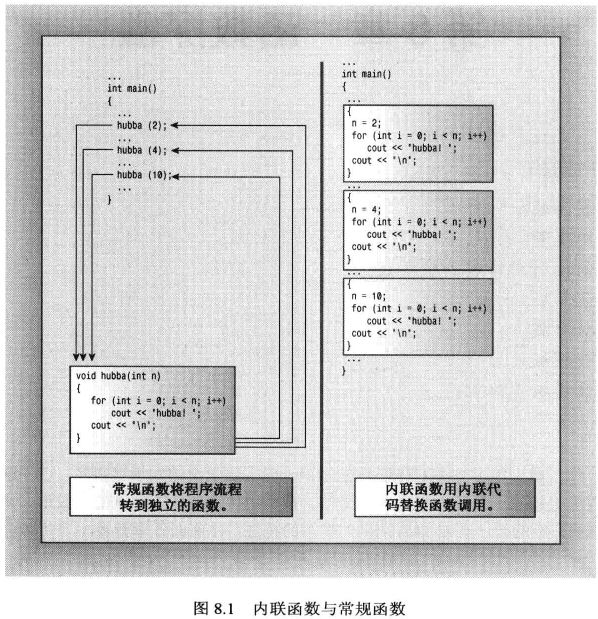 ...
int main()
{
...
hubba (2);
...
hubba (4);
...
hubba (10);
...
}
void hubba(int n)
{
for (int i = 0; i < n; i++)
cout << "hubba! ";
cout << "\n";
}
常规函数将程序流程
转到独立的函数。
...
int main()
{
...
{
n = 2;
for (int i = 0; i < n; i++)
cout << "hubba! ";
cout << "\n";
}
...
{
n = 4;
for (int i = 0; i < n; i++)
cout << "hubba! ";
cout << "\n";
}
...
{
n = 10;
for (int i = 0; i < n; i++)
cout << "hubba! ";
cout << "\n";
}
...
}
内联函数用内联代
码替换函数调用。
图 8.1 内联函数与常规函数